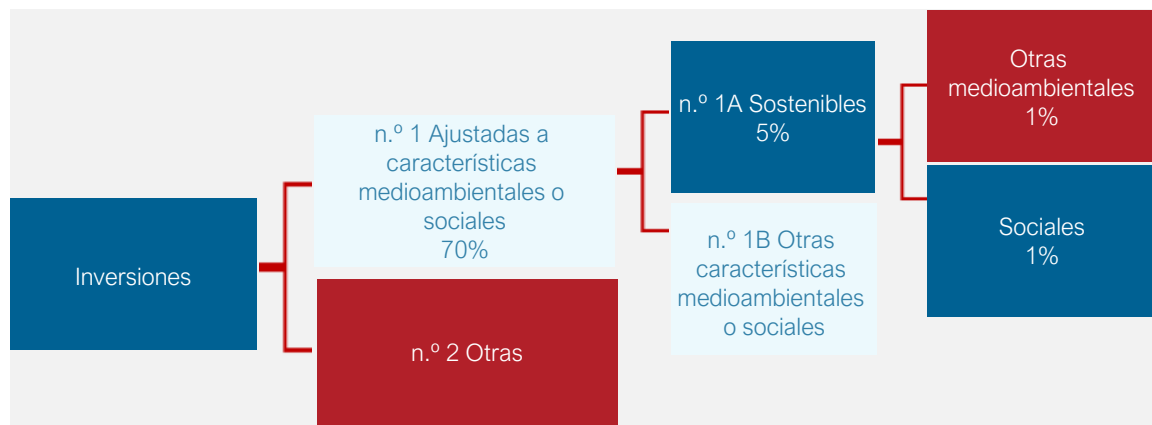 Inversiones
n.º 1 Ajustadas a
características
medioambientales o
sociales
70%
n.º 2 Otras
n.º 1A Sostenibles
5%
n.º 1B Otras
características
medioambientales
o sociales
Otras
medioambientales
1%
Sociales
1%